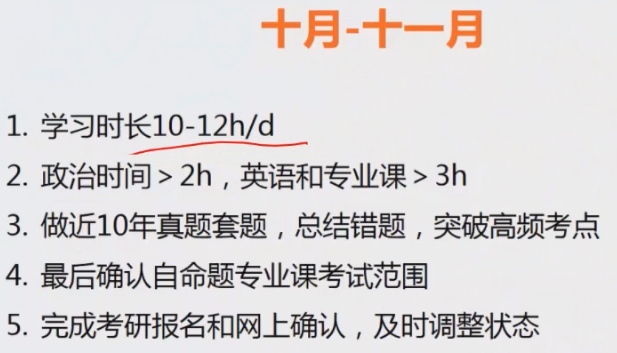 十月-十一月
1. 学习时长10-12h/d
2. 政治时间＞2h，英语和专业课＞3h
3. 做近10年真题套题，总结错题，突破高频考点
4. 最后确认自命题专业课考试范围
5. 完成考研报名和网上确认，及时调整状态